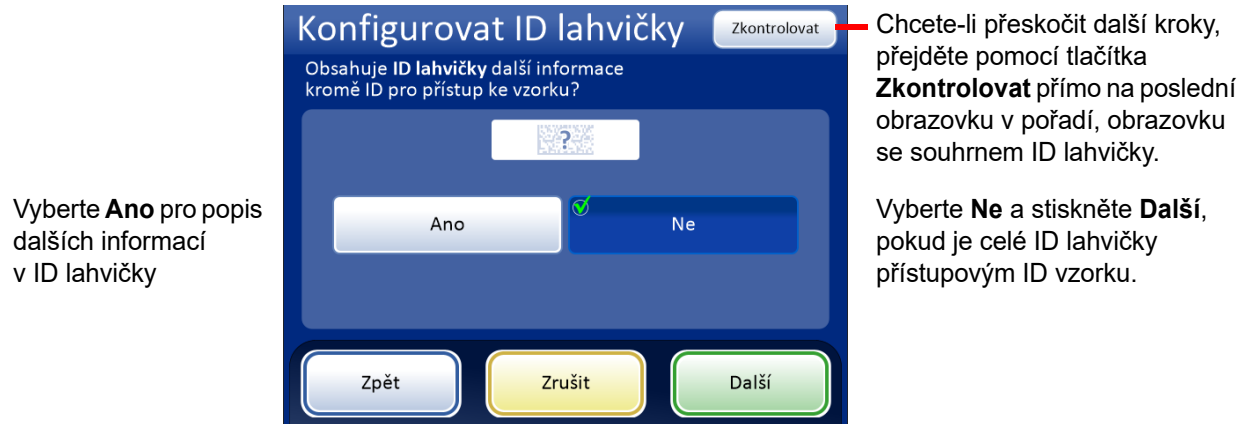 Konfigurovat ID lahvičky
Zkontrolovat
Obsahuje ID lahvičky další informace
kromě ID pro přístup ke vzorku?
?
Ano
Ne
Zpět
Zrušit
Další
Vyberte Ano pro popis
dalších informací
v ID lahvičky
Chcete-li přeskočit další kroky,
přejděte pomocí tlačítka
Zkontrolovat přímo na poslední
obrazovku v pořadí, obrazovku
se souhrnem ID lahvičky.
Vyberte Ne a stiskněte Další,
pokud je celé ID lahvičky
přístupovým ID vzorku.